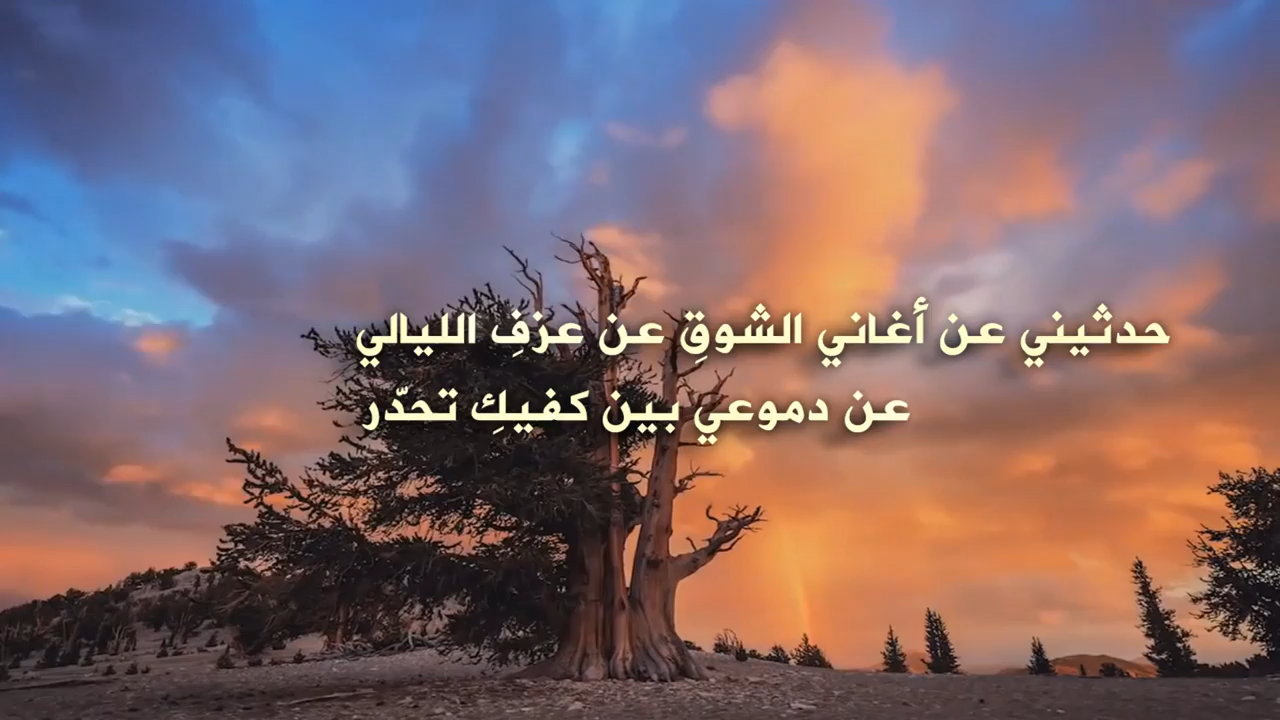 حدثيني عن أغاني الشوقِ عن عزفِ الليالي
عن دموعي بين كفيكِ تحدّر